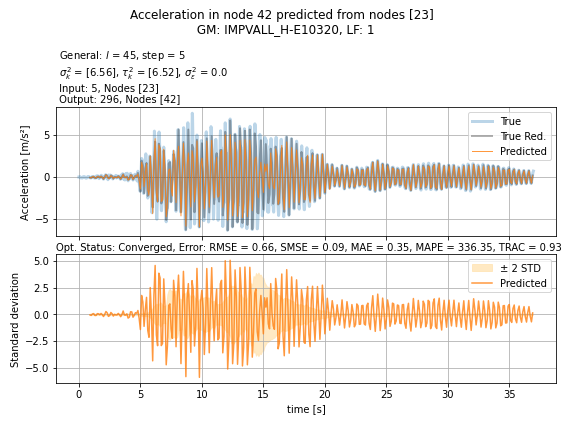 Acceleration in node 42 predicted from nodes [23]
GM: IMPVALL_H-E10320, LF: 1
General: l = 45, step = 5
σ²ₖ = [6.56], τ²ₖ = [6.52], σ²ε = 0.0
Input: 5, Nodes [23]
Output: 296, Nodes [42]
Acceleration [m/s²]
5
0
−5
True
True Red.
Predicted
Opt. Status: Converged, Error: RMSE = 0.66, SMSE = 0.09, MAE = 0.35, MAPE = 336.35, TRAC = 0.93
Standard deviation
5.0
2.5
0.0
−2.5
−5.0
± 2 STD
Predicted
0 5 10 15 20 25 30 35
time [s]